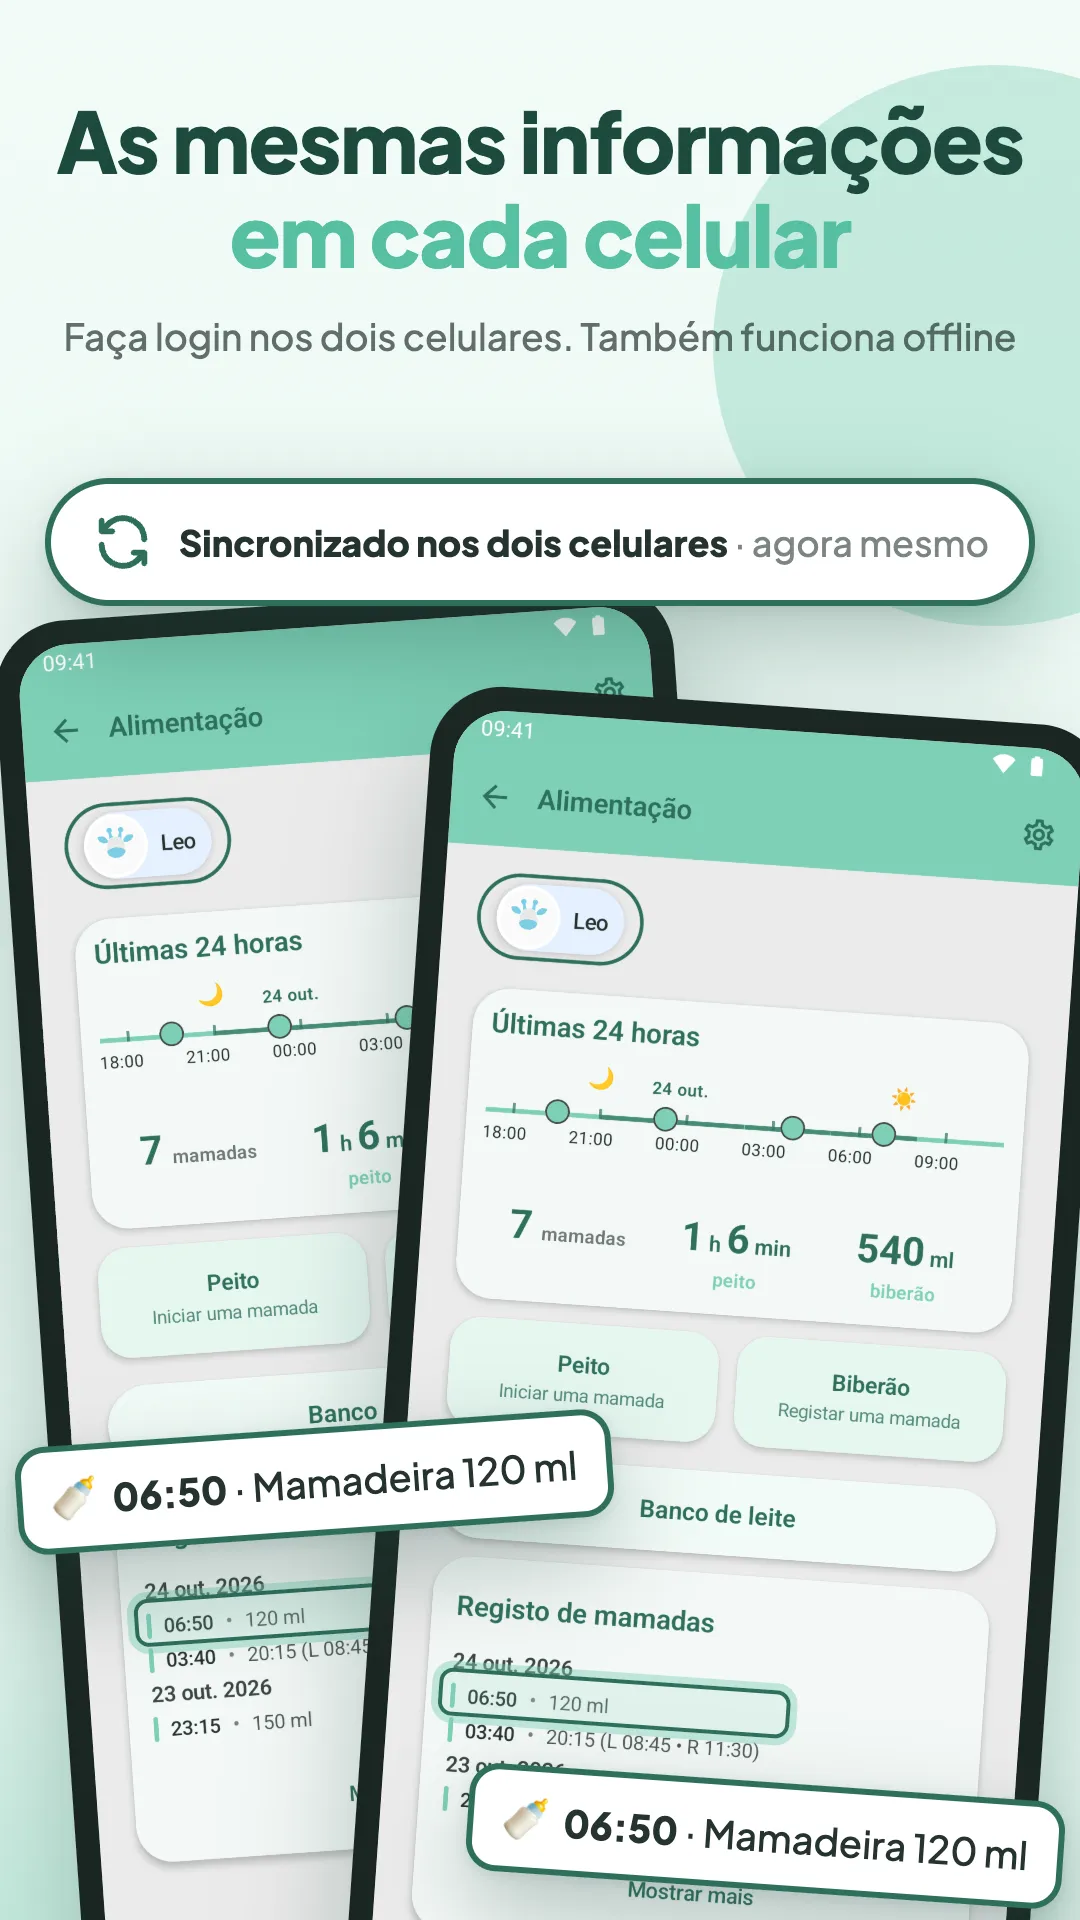 As mesmas informações
em cada celular
Faça login nos dois celulares. Também funciona offline
Sincronizado nos dois celulares · agora mesmo
09:41
Alimentação
Leo
Últimas 24 horas
24 out.
18:00 21:00 00:00 03:00
7 mamadas
1 h 6 m
peito
Peito
Iniciar uma mamada
Banco
06:50 · Mamadeira 120 ml
24 out. 2026
06:50 • 120 ml
03:40 • 20:15 (L 08:45
23 out. 2026
23:15 • 150 ml
09:41
Alimentação
Leo
Últimas 24 horas
24 out.
18:00 21:00 00:00 03:00 06:00 09:00
7 mamadas
1 h 6 min
peito
540 ml
biberão
Peito
Iniciar uma mamada
Biberão
Registar uma mamada
Banco de leite
Registo de mamadas
24 out. 2026
06:50 • 120 ml
03:40 • 20:15 (L 08:45 • R 11:30)
23
06:50 · Mamadeira 120 ml
Mostrar mais